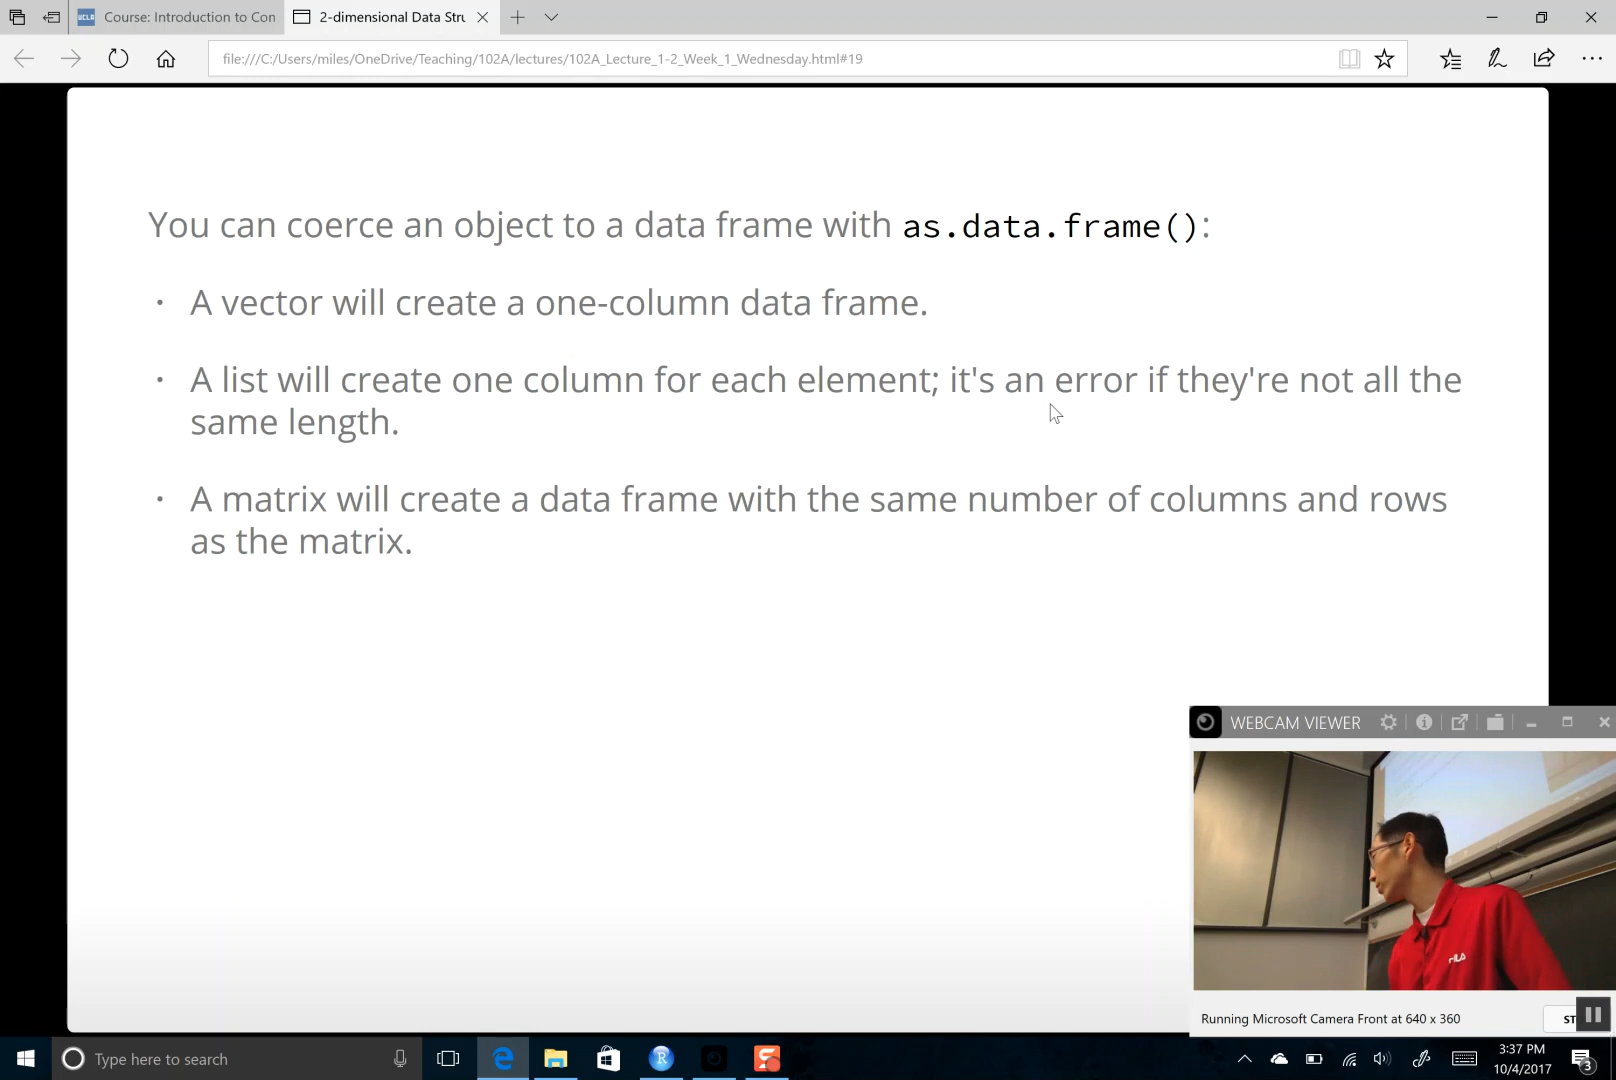 Course: Introduction to Con
2-dimensional Data Stru
file:///C:/Users/miles/OneDrive/Teaching/102A/lectures/102A_Lecture_1-2_Week_1_Wednesday.html#19
You can coerce an object to a data frame with as.data.frame():
· A vector will create a one-column data frame.
· A list will create one column for each element; it's an error if they're not all the
same length.
· A matrix will create a data frame with the same number of columns and rows
as the matrix.
WEBCAM VIEWER
FILA
Running Microsoft Camera Front at 640 x 360
ST
Type here to search
3:37 PM
10/4/2017
3